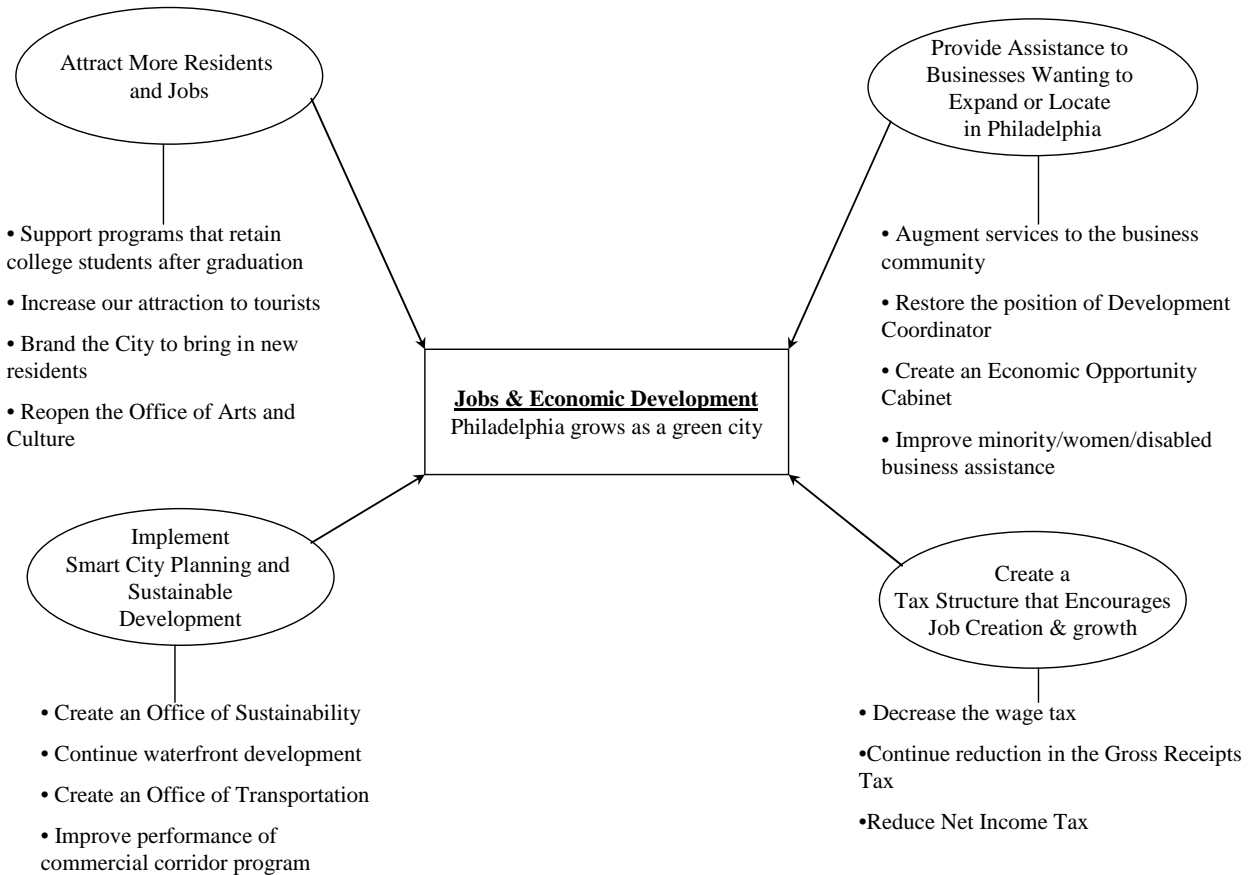 Attract More Residents
and Jobs
• Support programs that retain
college students after graduation
• Increase our attraction to tourists
• Brand the City to bring in new
residents
• Reopen the Office of Arts and
Culture
Provide Assistance to
Businesses Wanting to
Expand or Locate
in Philadelphia
• Augment services to the business
community
• Restore the position of Development
Coordinator
• Create an Economic Opportunity
Cabinet
• Improve minority/women/disabled
business assistance
Jobs & Economic Development
Philadelphia grows as a green city
Implement
Smart City Planning and
Sustainable
Development
• Create an Office of Sustainability
• Continue waterfront development
• Create an Office of Transportation
• Improve performance of
commercial corridor program
Create a
Tax Structure that Encourages
Job Creation & growth
• Decrease the wage tax
•Continue reduction in the Gross Receipts
Tax
•Reduce Net Income Tax